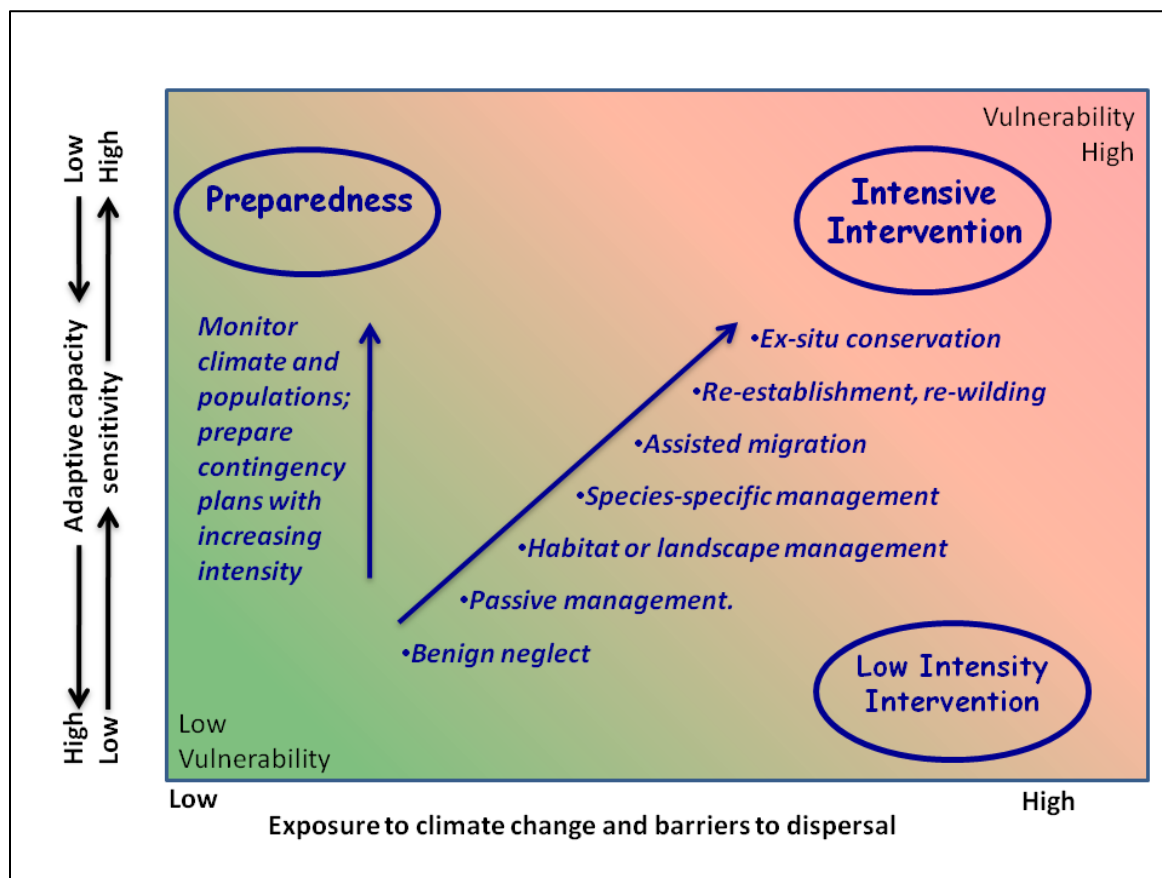 Vulnerability
High
Preparedness
Intensive
Intervention
Monitor
climate and
populations;
prepare
contingency
plans with
increasing
intensity
•Ex-situ conservation
•Re-establishment, re-wilding
•Assisted migration
•Species-specific management
•Habitat or landscape management
•Passive management.
•Benign neglect
Low Intensity
Intervention
Low
Vulnerability
High Adaptive capacity Low
Low sensitivity High
Low High
Exposure to climate change and barriers to dispersal